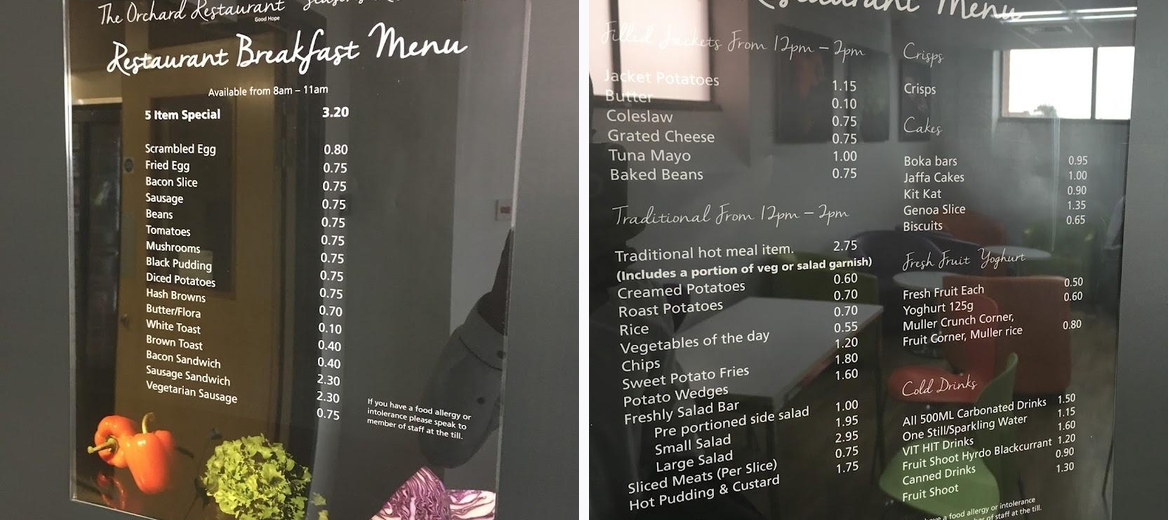 The Orchard Restaurant
Good Hope
Restaurant Breakfast Menu
Available from 8am – 11am
5 Item Special 3.20
Scrambled Egg 0.80
Fried Egg 0.75
Bacon Slice 0.75
Sausage 0.75
Beans 0.75
Tomatoes 0.75
Mushrooms 0.75
Black Pudding 0.75
Diced Potatoes 0.75
Hash Browns 0.70
Butter/Flora 0.10
White Toast 0.40
Brown Toast 0.40
Bacon Sandwich 2.30
Sausage Sandwich 2.30
Vegetarian Sausage 0.75
If you have a food allergy or
intolerance please speak to
member of staff at the till.
Restaurant Menu
Filled Jackets From 12pm – 2pm
Jacket Potatoes 1.15
Butter 0.10
Coleslaw 0.75
Grated Cheese 0.75
Tuna Mayo 1.00
Baked Beans 0.75
Traditional From 12pm – 2pm
Traditional hot meal item. 2.75
(Includes a portion of veg or salad garnish)
Creamed Potatoes 0.60
Roast Potatoes 0.70
Rice 0.70
Vegetables of the day 0.55
Chips 1.20
Sweet Potato Fries 1.80
Potato Wedges 1.60
Freshly Salad Bar
Pre portioned side salad 1.00
Small Salad 1.95
Large Salad 2.95
Sliced Meats (Per Slice) 0.75
Hot Pudding & Custard 1.75
Crisps
Crisps
Cakes
Boka bars 0.95
Jaffa Cakes 1.00
Kit Kat 0.90
Genoa Slice 1.35
Biscuits 0.65
Fresh Fruit Yoghurt
Fresh Fruit Each 0.50
Yoghurt 125g 0.60
Muller Crunch Corner,
Fruit Corner, Muller rice 0.80
Cold Drinks
All 500ML Carbonated Drinks 1.50
One Still/Sparkling Water 1.15
VIT HIT Drinks 1.60
Fruit Shoot Hyrdo Blackcurrant 1.20
Canned Drinks 0.90
Fruit Shoot 1.30
a food allergy or intolerance
of staff at the till.